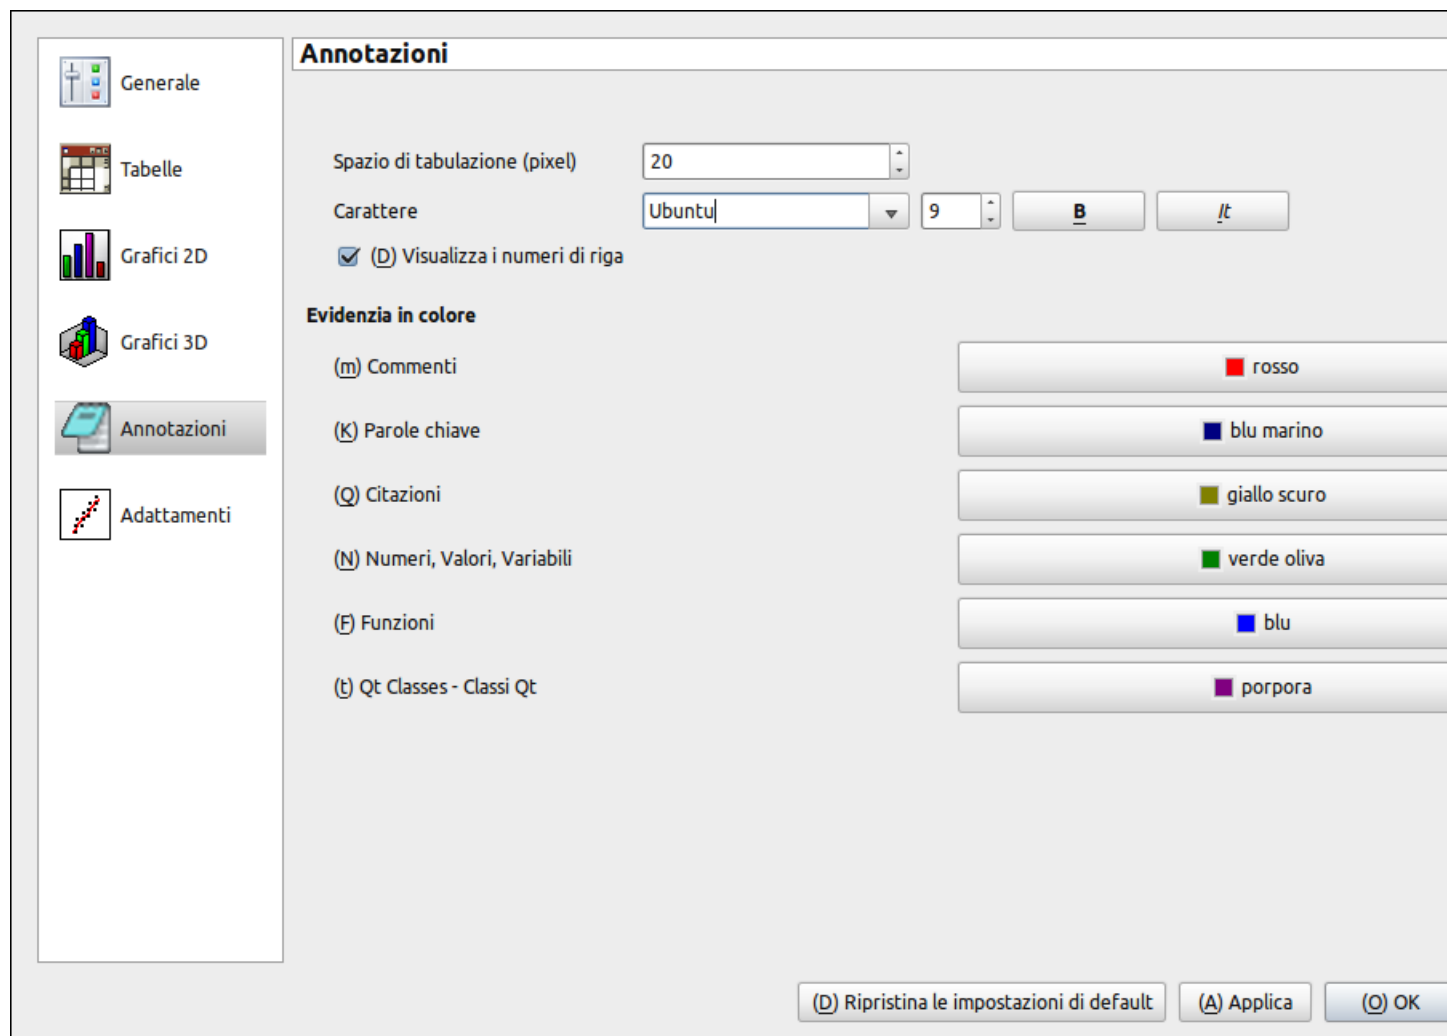 Generale
Tabelle
Grafici 2D
Grafici 3D
Annotazioni
Adattamenti
Annotazioni
Spazio di tabulazione (pixel) 20
Carattere Ubuntu 9 B It
(D) Visualizza i numeri di riga
Evidenzia in colore
(m) Commenti rosso
(K) Parole chiave blu marino
(Q) Citazioni giallo scuro
(N) Numeri, Valori, Variabili verde oliva
(F) Funzioni blu
(t) Qt Classes - Classi Qt porpora
(D) Ripristina le impostazioni di default (A) Applica (O) OK